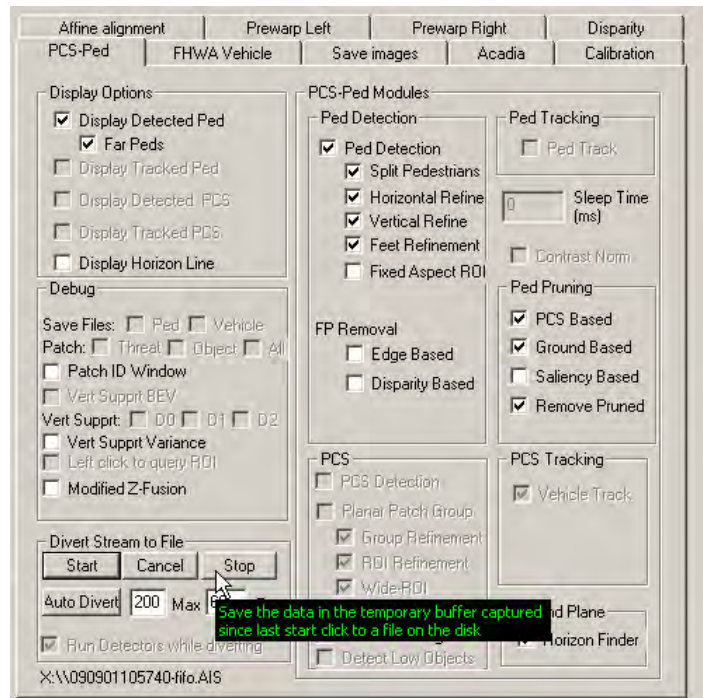 Affine alignment
Prewarp Left
Prewarp Right
Disparity
PCS-Ped
FHWA Vehicle
Save images
Acadia
Calibration
Display Options
Display Detected Ped
Far Peds
Display Tracked Ped
Display Detected PCS
Display Tracked PCS
Display Horizon Line
Debug
Save Files: Ped Vehicle
Patch: Threat Object All
Patch ID Window
Vert Supprt BEV
Vert Supprt: D0 D1 D2
Vert Supprt Variance
Left click to query ROI
Modified Z-Fusion
Divert Stream to File
Start
Cancel
Stop
Auto Divert
200
Max
Run Detectors while diverting
X:\\090901105740-fifo.AIS
PCS-Ped Modules
Ped Detection
Ped Detection
Split Pedestrians
Horizontal Refine
Vertical Refine
Feet Refinement
Fixed Aspect ROI
FP Removal
Edge Based
Disparity Based
PCS
PCS Detection
Planar Patch Group
Group Refinement
ROI Refinement
Wide-ROI
Detect Low Objects
Ped Tracking
Ped Track
0
Sleep Time
(ms)
Contrast Norm
Ped Pruning
PCS Based
Ground Based
Saliency Based
Remove Pruned
PCS Tracking
Vehicle Track
Plane
Horizon Finder
Save the data in the temporary buffer captured
since last start click to a file on the disk